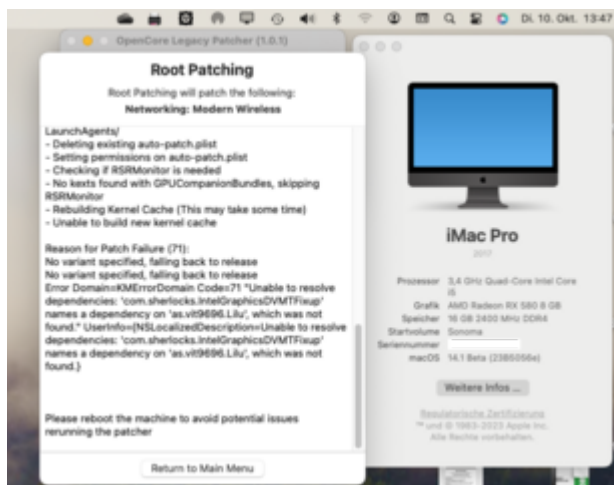 Di. 10. Okt. 13:47
OpenCore Legacy Patcher (1.0.1)
Root Patching
Root Patching will patch the following:
Networking: Modern Wireless
LaunchAgents/
- Deleting existing auto-patch.plist
- Setting permissions on auto-patch.plist
- Checking if RSRMonitor is needed
- No kexts found with GPUCompanionBundles, skipping
RSRMonitor
- Rebuilding Kernel Cache (This may take some time)
- Unable to build new kernel cache
Reason for Patch Failure (71):
No variant specified, falling back to release
No variant specified, falling back to release
Error Domain=KMErrorDomain Code=71 "Unable to resolve
dependencies: 'com.sherlocks.IntelGraphicsDVMTFixup'
names a dependency on 'as.vit9696.Lilu', which was not
found." UserInfo={NSLocalizedDescription=Unable to resolve
dependencies: 'com.sherlocks.IntelGraphicsDVMTFixup'
names a dependency on 'as.vit9696.Lilu', which was not
found.}
Please reboot the machine to avoid potential issues
rerunning the patcher
Return to Main Menu
iMac Pro
2017
Prozessor 3,4 GHz Quad-Core Intel Core
i5
Grafik AMD Radeon RX 580 8 GB
Speicher 16 GB 2400 MHz DDR4
Startvolume Sonoma
Seriennummer
macOS 14.1 Beta (23B5056e)
Weitere Infos ...
Regulatorische Zertifizierung
™ und © 1983-2023 Apple Inc.
Alle Rechte vorbehalten.